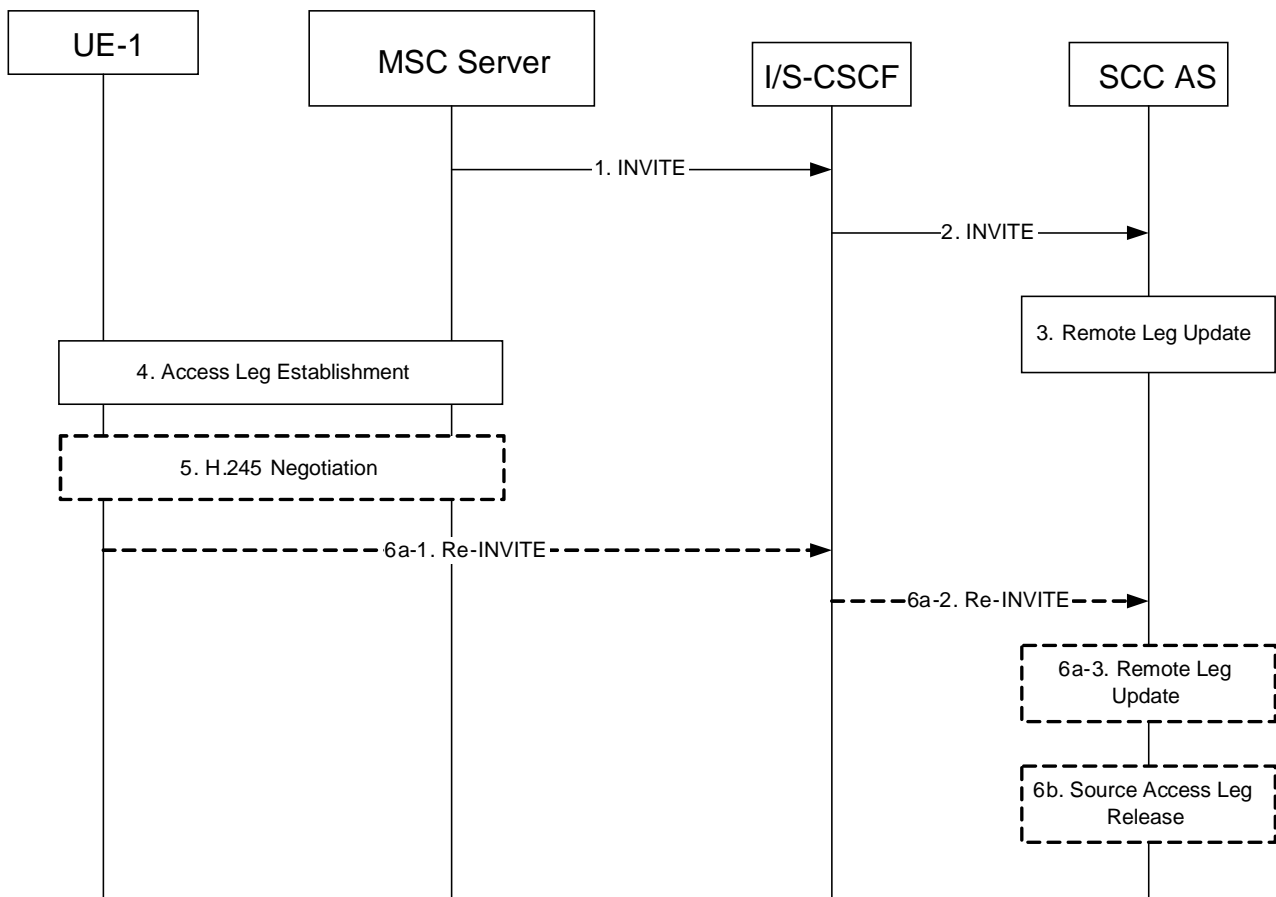 UE-1
MSC Server
I/S-CSCF
SCC AS
1. INVITE
2. INVITE
3. Remote Leg Update
4. Access Leg Establishment
5. H.245 Negotiation
6a-1. Re-INVITE
6a-2. Re-INVITE
6a-3. Remote Leg
Update
6b. Source Access Leg
Release